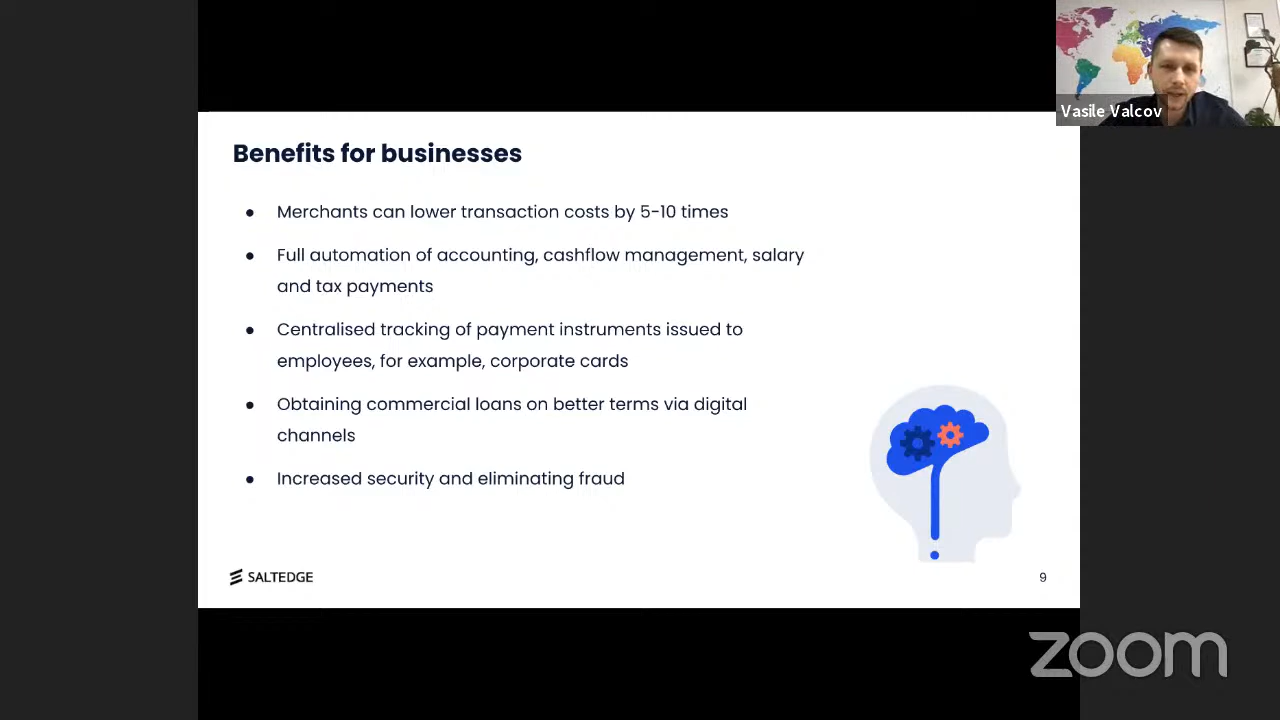 Vasile Valcov
Benefits for businesses
● Merchants can lower transaction costs by 5-10 times
● Full automation of accounting, cashflow management, salary
and tax payments
● Centralised tracking of payment instruments issued to
employees, for example, corporate cards
● Obtaining commercial loans on better terms via digital
channels
● Increased security and eliminating fraud
SALTEDGE
9
zoom